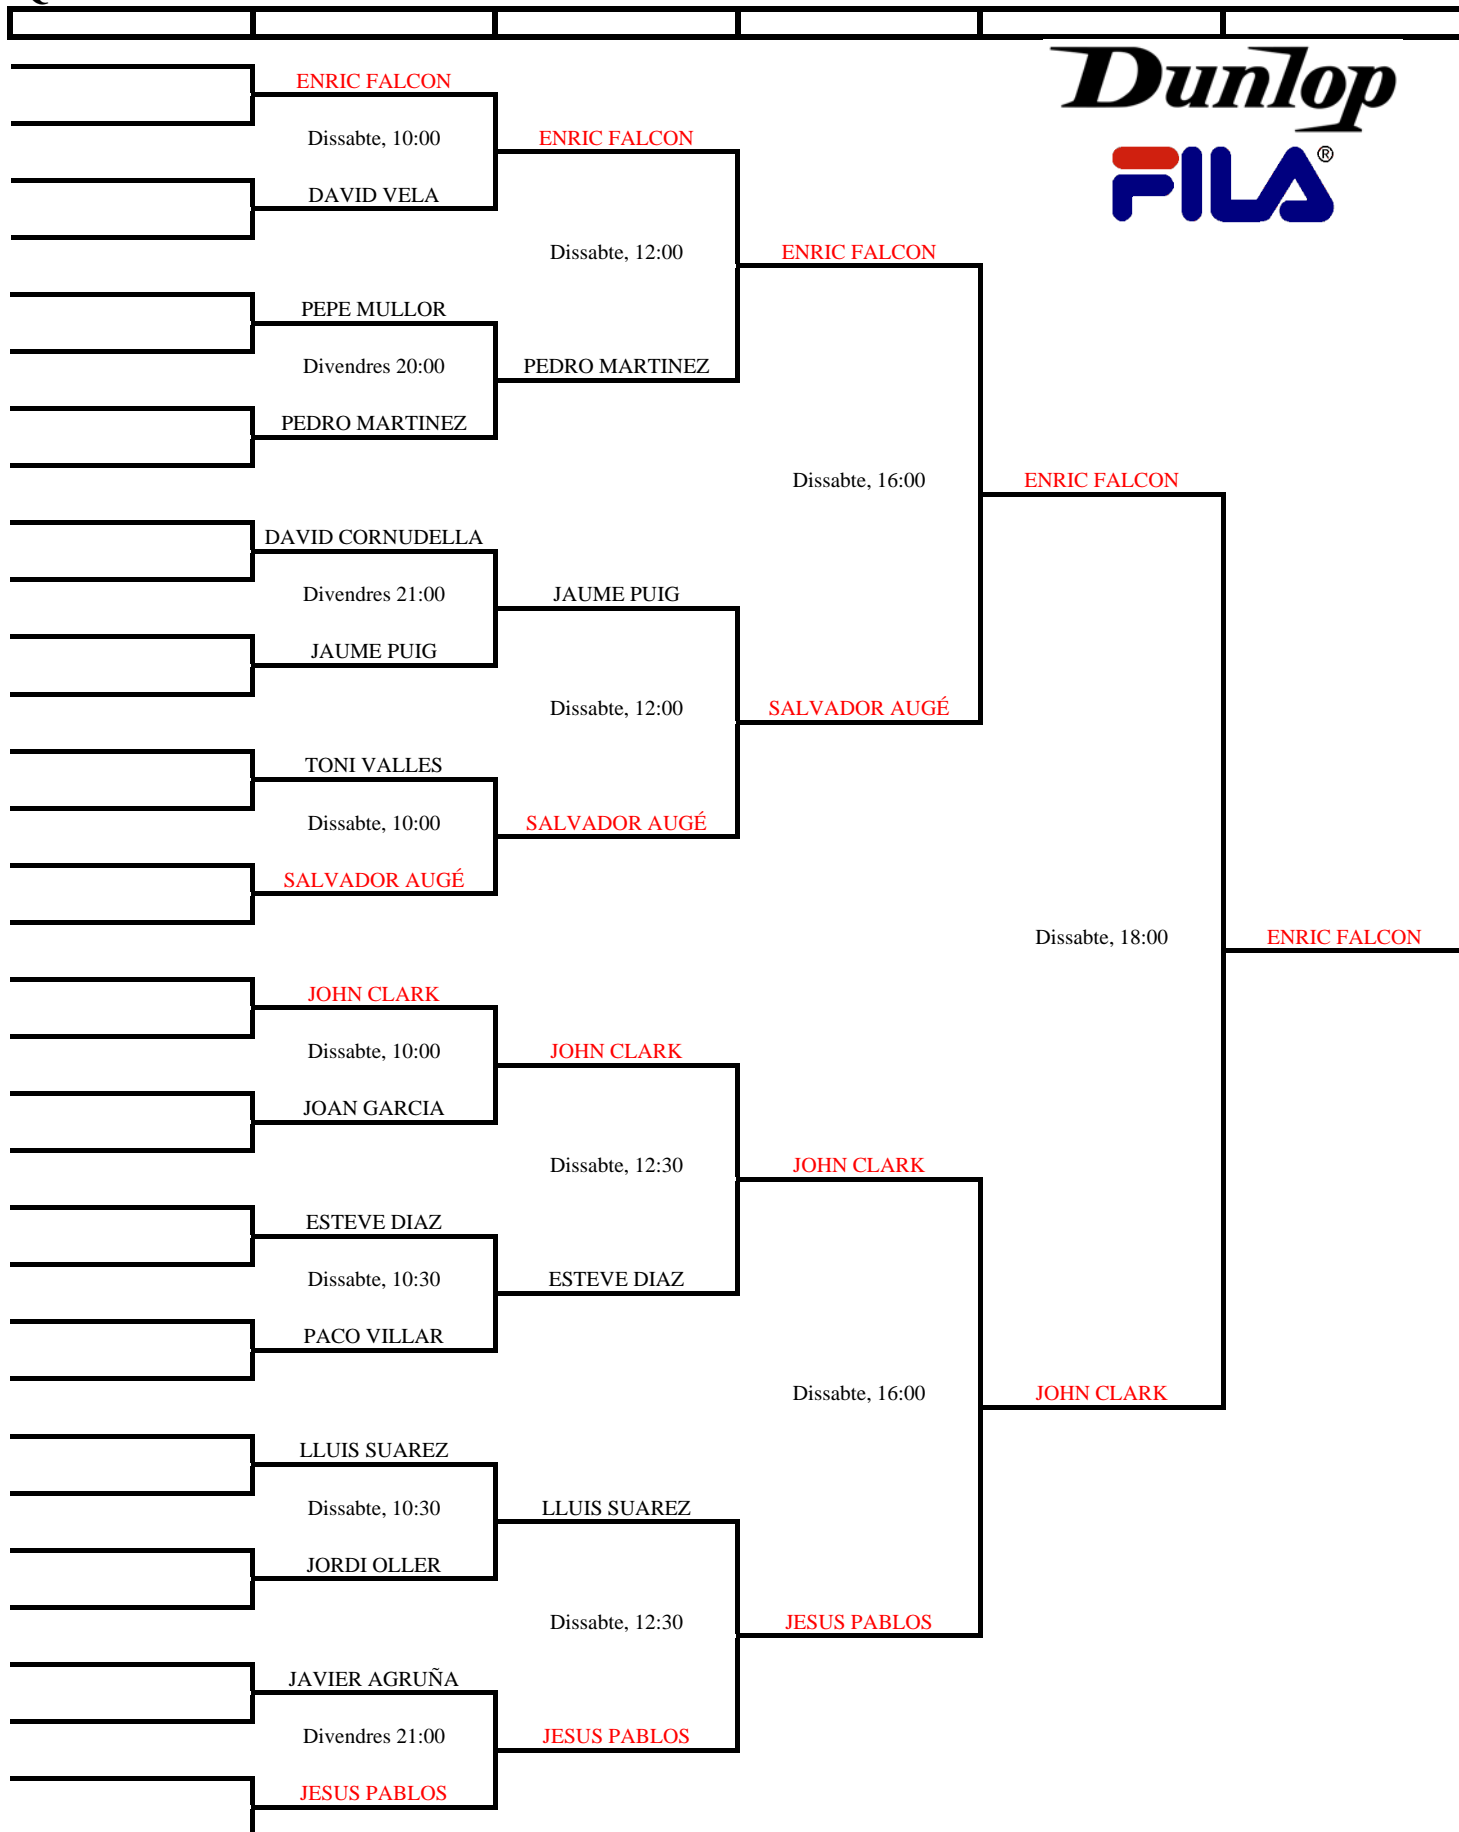 Dunlop
FILA®
ENRIC FALCON
Dissabte, 10:00
ENRIC FALCON
DAVID VELA
Dissabte, 12:00
ENRIC FALCON
PEPE MULLOR
Divendres 20:00
PEDRO MARTINEZ
PEDRO MARTINEZ
Dissabte, 16:00
ENRIC FALCON
DAVID CORNUDELLA
Divendres 21:00
JAUME PUIG
JAUME PUIG
Dissabte, 12:00
SALVADOR AUGÉ
TONI VALLES
Dissabte, 10:00
SALVADOR AUGÉ
SALVADOR AUGÉ
Dissabte, 18:00
ENRIC FALCON
JOHN CLARK
Dissabte, 10:00
JOHN CLARK
JOAN GARCIA
Dissabte, 12:30
JOHN CLARK
ESTEVE DIAZ
Dissabte, 10:30
ESTEVE DIAZ
PACO VILLAR
Dissabte, 16:00
JOHN CLARK
LLUIS SUAREZ
Dissabte, 10:30
LLUIS SUAREZ
JORDI OLLER
Dissabte, 12:30
JESUS PABLOS
JAVIER AGRUÑA
Divendres 21:00
JESUS PABLOS
JESUS PABLOS